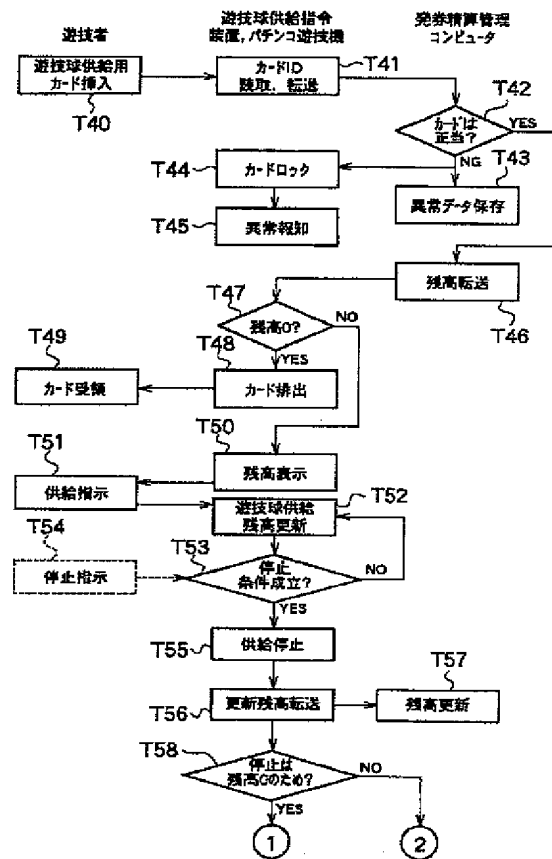 遊技者
遊技球供給指令
装置,パチンコ遊技機
発券精算管理
コンピュータ
遊技球供給用
カード挿入
T40
カードID
読取、転送
T41
カードは
正当?
T42
YES
NG
T43
異常データ保存
T44
カードロック
T45
異常報知
残高転送
T46
T47
残高0?
NO
YES
T48
カード排出
T49
カード受領
T50
残高表示
T51
供給指示
T52
遊技球供給
残高更新
T53
停止
条件成立?
NO
YES
T54
停止指示
T55
供給停止
T56
更新残高転送
T57
残高更新
T58
停止は
残高0のため?
NO
YES
1
2